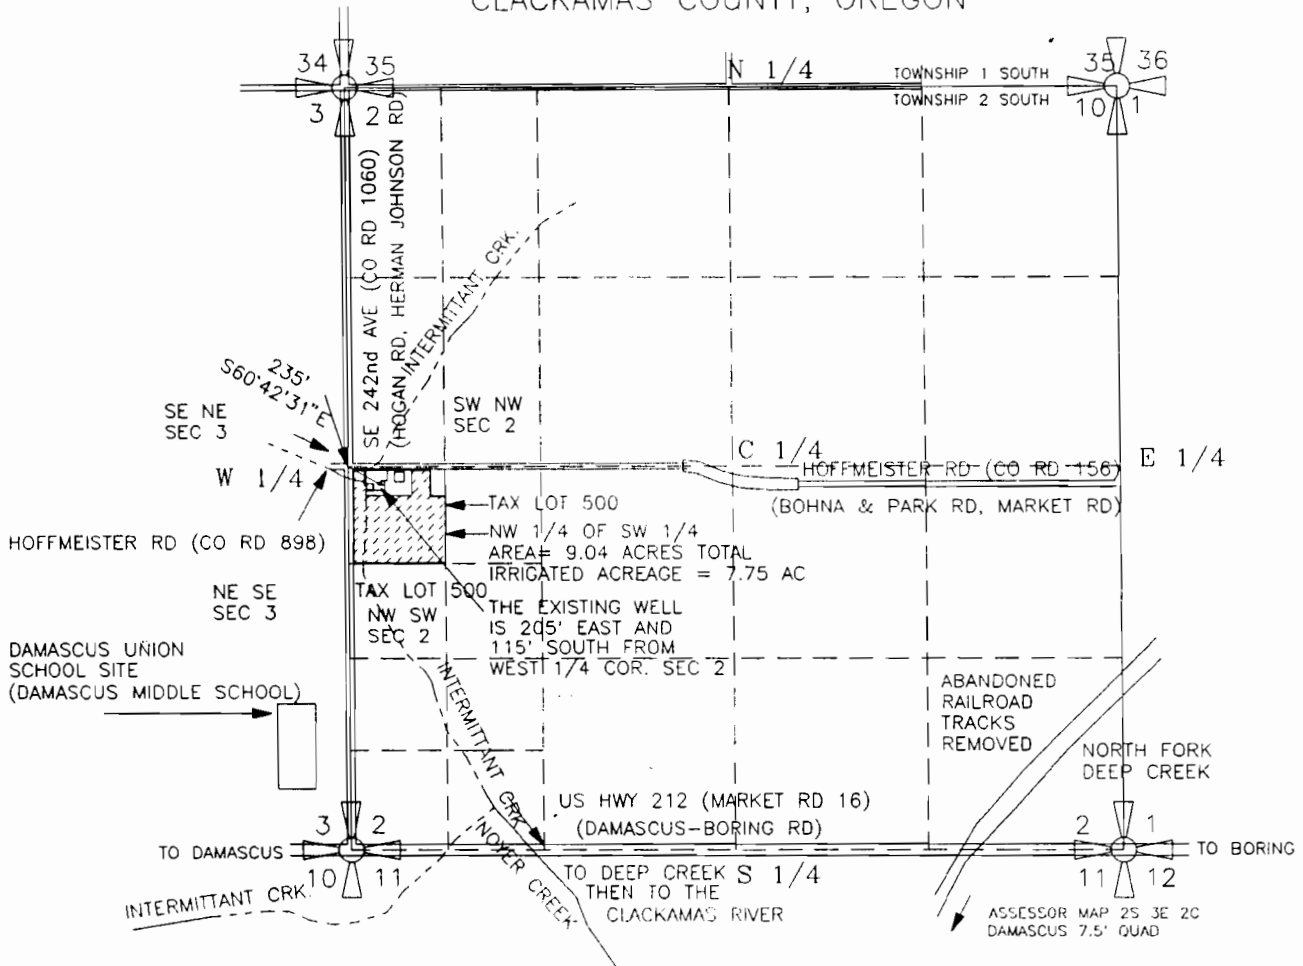 CLACKAMAS COUNTY, OREGON
34 35
3 2
N 1/4
TOWNSHIP 1 SOUTH
TOWNSHIP 2 SOUTH
35 36
10 1
SE 242nd AVE (CO RD 1060)
(HOGAN RD, HERMAN JOHNSON RD)
INTERMITTANT CRK.
235'
S60°42'31"E
SE NE
SEC 3
SW NW
SEC 2
W 1/4
C 1/4
E 1/4
HOFFMEISTER RD (CO RD 156)
(BOHNA & PARK RD, MARKET RD)
HOFFMEISTER RD (CO RD 898)
TAX LOT 500
NW 1/4 OF SW 1/4
AREA= 9.04 ACRES TOTAL
IRRIGATED ACREAGE = 7.75 AC
NE SE
SEC 3
TAX LOT 500
NW SW
SEC 2
THE EXISTING WELL
IS 205' EAST AND
115' SOUTH FROM
WEST 1/4 COR. SEC 2
DAMASCUS UNION
SCHOOL SITE
(DAMASCUS MIDDLE SCHOOL)
INTERMITTANT CRK.
ABANDONED
RAILROAD
TRACKS
REMOVED
NORTH FORK
DEEP CREEK
US HWY 212 (MARKET RD 16)
(DAMASCUS-BORING RD)
3 2
10 11
TO DAMASCUS
NOYER CREEK
2 1
11 12
TO BORING
TO DEEP CREEK
THEN TO THE
CLACKAMAS RIVER
S 1/4
INTERMITTANT CRK.
ASSESSOR MAP 2S 3E 2C
DAMASCUS 7.5' QUAD